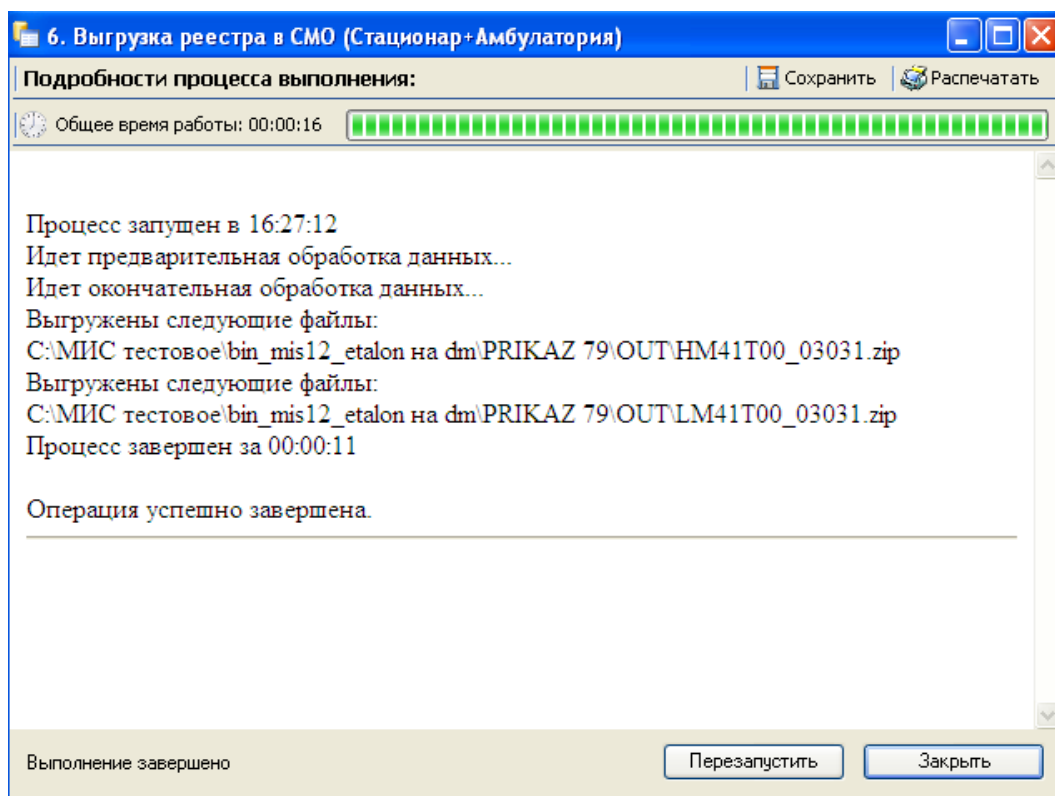 6. Выгрузка реестра в СМО (Стационар+Амбулатория)
Подробности процесса выполнения: Сохранить Распечатать
Общее время работы: 00:00:16
Процесс запущен в 16:27:12
Идет предварительная обработка данных...
Идет окончательная обработка данных...
Выгружены следующие файлы:
C:\МИС тестовое\bin_mis12_etalon на dm\PRIKAZ 79\OUT\HM41T00_03031.zip
Выгружены следующие файлы:
C:\МИС тестовое\bin_mis12_etalon на dm\PRIKAZ 79\OUT\LM41T00_03031.zip
Процесс завершен за 00:00:11
Операция успешно завершена.
Выполнение завершено Перезапустить Закрыть